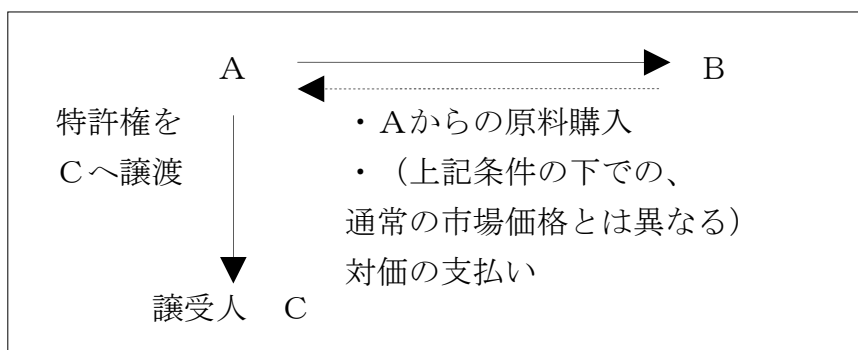 A B
特許権を
Cへ譲渡
・Aからの原料購入
・（上記条件の下での、
通常の市場価格とは異なる）
対価の支払い
譲受人 C